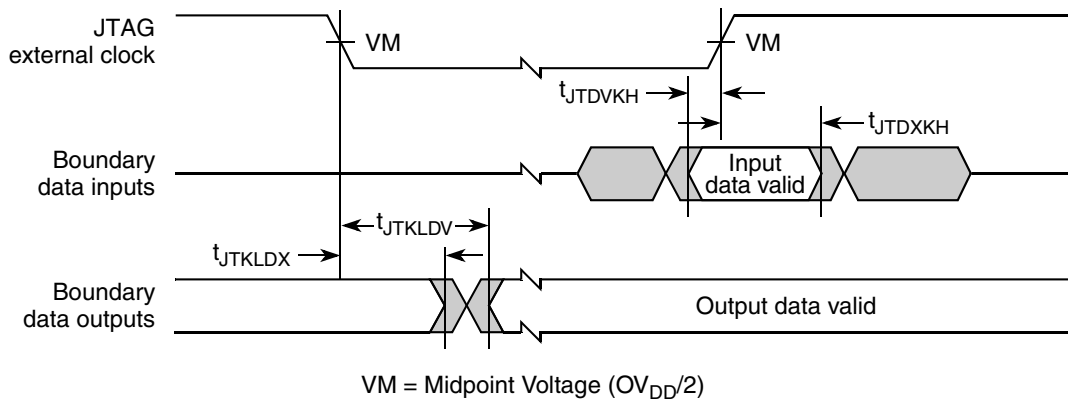 JTAG
external clock
VM
VM
tJTDVKH
tJTDXKH
Boundary
data inputs
Input
data valid
tJTKLDV
tJTKLDX
Boundary
data outputs
Output data valid
VM = Midpoint Voltage (OVDD/2)